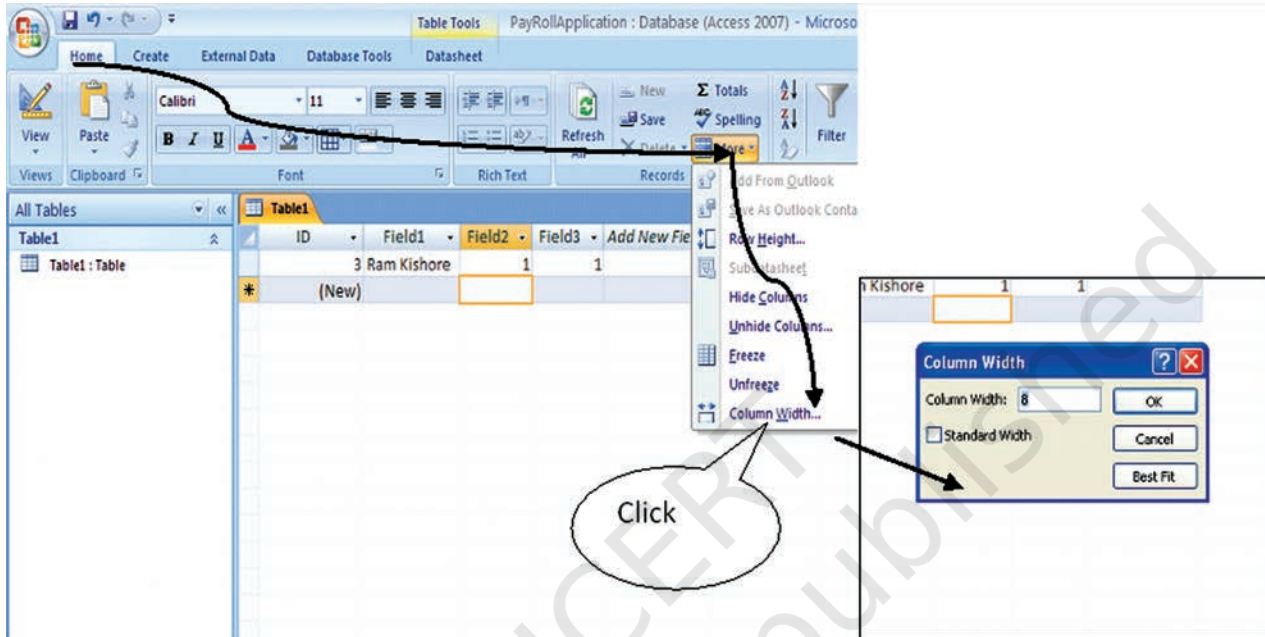 Table Tools PayRollApplication : Database (Access 2007) - Microso
Home Create External Data Database Tools Datasheet
Calibri 11 New Σ Totals
View Paste Save Spelling Filter
B I U A Refresh All Delete More
Views Clipboard Font Rich Text Records
All Tables
Table1
Table1 : Table
Table1
ID Field1 Field2 Field3 Add New Fie
3 Ram Kishore 1 1
* (New)
Add From Outlook
Save As Outlook Conta
Row Height...
Subdatasheet
Hide Columns
Unhide Columns...
Freeze
Unfreeze
Column Width...
Click
n Kishore 1 1
Column Width
Column Width: 8 OK
Standard Width Cancel
Best Fit
NCERT
published